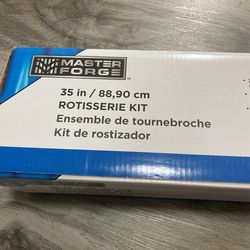 MASTER
FORGE
35 in / 88,90 cm
ROTISSERIE KIT
Ensemble de tournebroche
Kit de rostizador